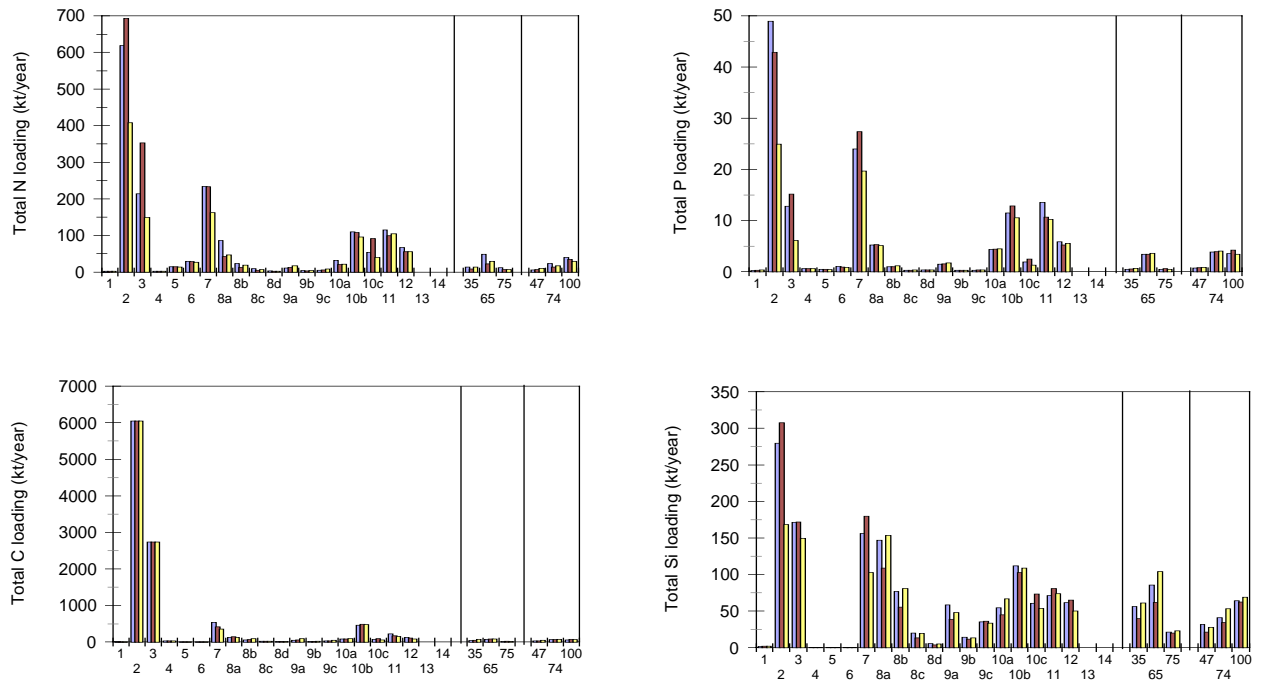 Total N loading (kt/year)
700
600
500
400
300
200
100
0
1 3 5 7 8b 8d 9b 10a 10c 12 14 35 75 47 100
2 4 6 8a 8c 9a 9c 10b 11 13 65 74
Total P loading (kt/year)
50
40
30
20
10
0
1 3 5 7 8b 8d 9b 10a 10c 12 14 35 75 47 100
2 4 6 8a 8c 9a 9c 10b 11 13 65 74
Total C loading (kt/year)
7000
6000
5000
4000
3000
2000
1000
0
1 3 5 7 8b 8d 9b 10a 10c 12 14 35 75 47 100
2 4 6 8a 8c 9a 9c 10b 11 13 65 74
Total Si loading (kt/year)
350
300
250
200
150
100
50
0
1 3 5 7 8b 8d 9b 10a 10c 12 14 35 75 47 100
2 4 6 8a 8c 9a 9c 10b 11 13 65 74